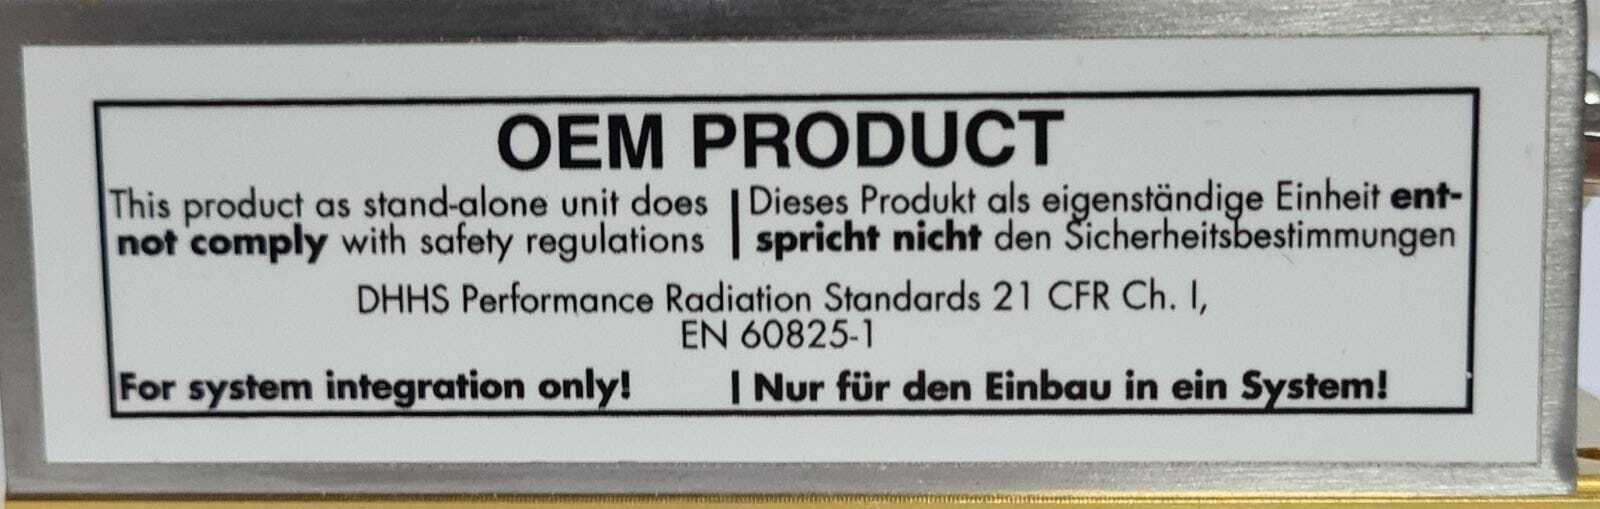 OEM PRODUCT
This product as stand-alone unit does | Dieses Produkt als eigenständige Einheit ent-
not comply with safety regulations | spricht nicht den Sicherheitsbestimmungen
DHHS Performance Radiation Standards 21 CFR Ch. I,
EN 60825-1
For system integration only! | Nur für den Einbau in ein System!